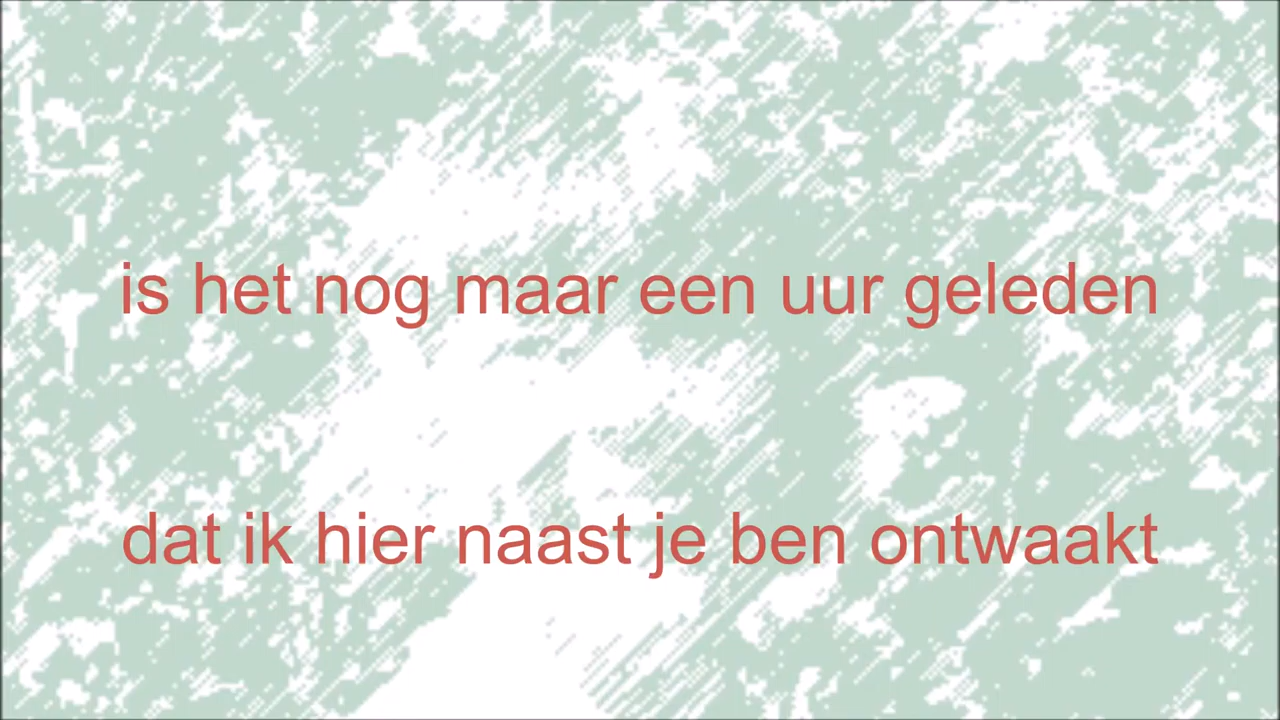 is het nog maar een uur geleden
dat ik hier naast je ben ontwaakt